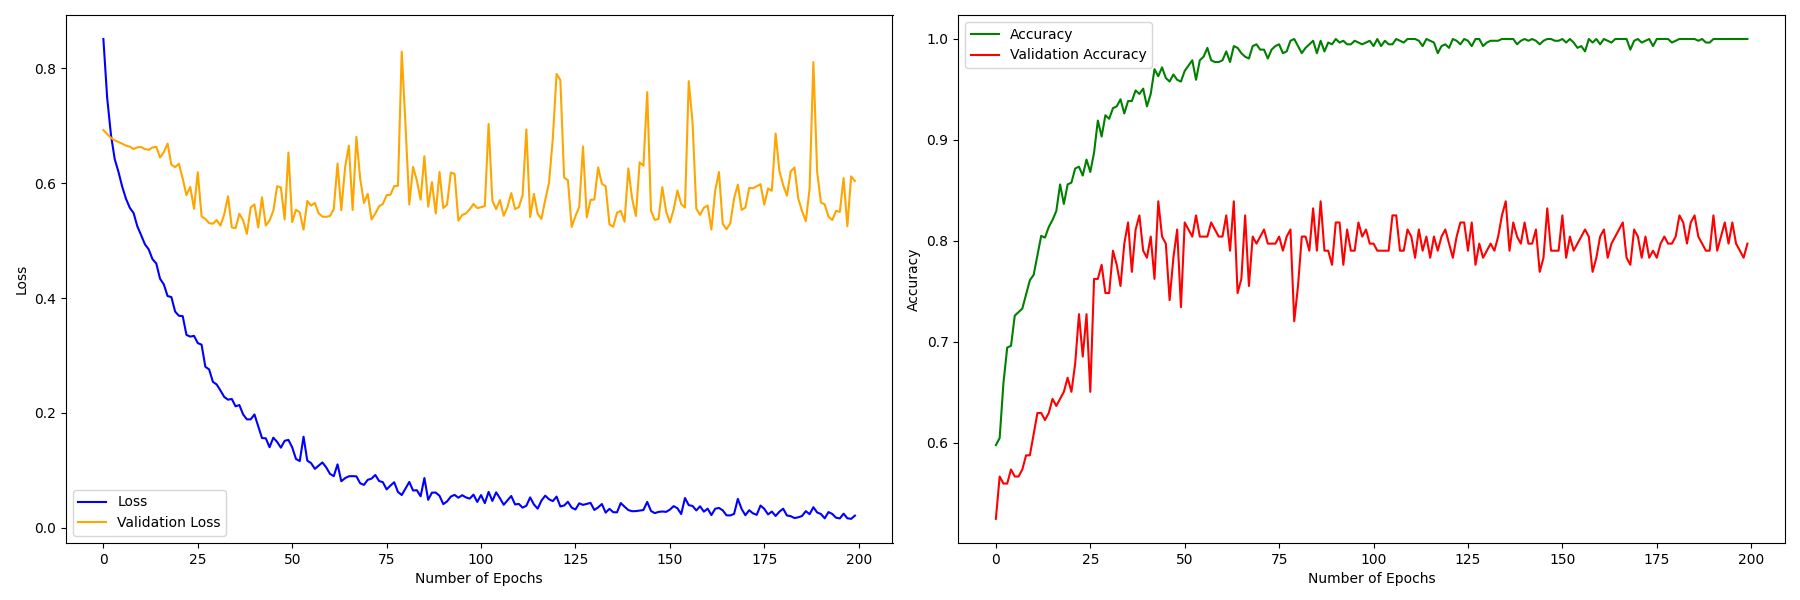 0.8
0.6
0.4
0.2
0.0
Loss
Loss
Validation Loss
0 25 50 75 100 125 150 175 200
Number of Epochs
1.0
0.9
0.8
0.7
0.6
Accuracy
Accuracy
Validation Accuracy
0 25 50 75 100 125 150 175 200
Number of Epochs